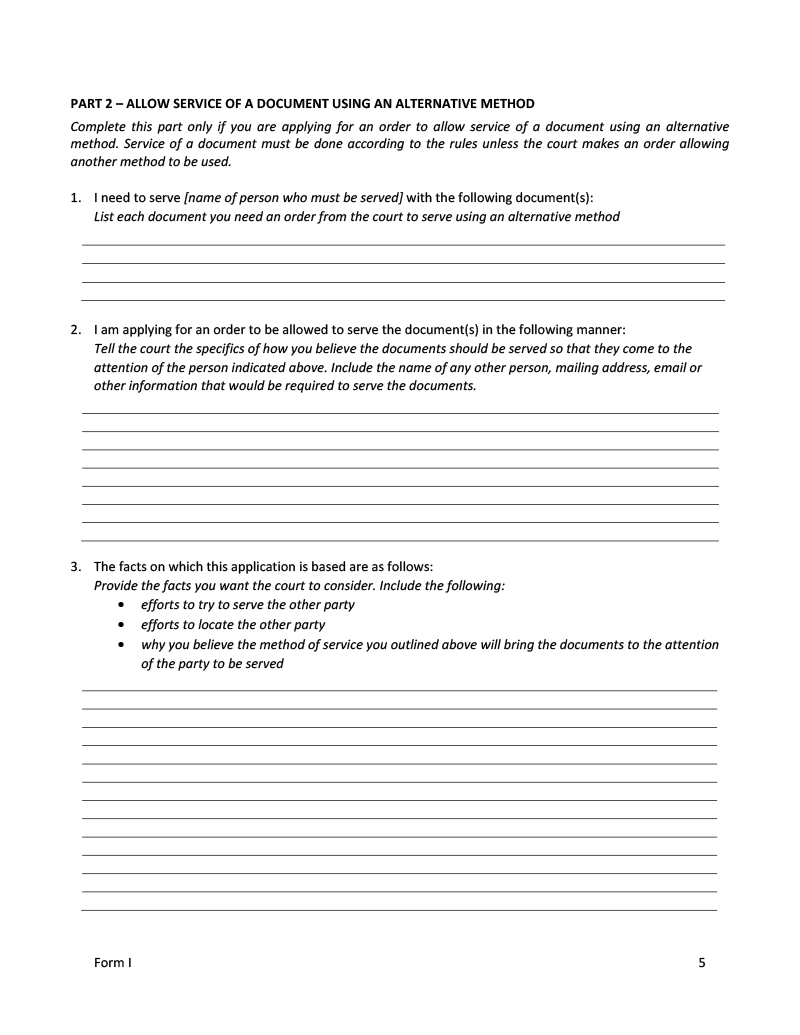 PART 2 – ALLOW SERVICE OF A DOCUMENT USING AN ALTERNATIVE METHOD
Complete this part only if you are applying for an order to allow service of a document using an alternative
method. Service of a document must be done according to the rules unless the court makes an order allowing
another method to be used.
1. I need to serve [name of person who must be served] with the following document(s):
List each document you need an order from the court to serve using an alternative method
2. I am applying for an order to be allowed to serve the document(s) in the following manner:
Tell the court the specifics of how you believe the documents should be served so that they come to the
attention of the person indicated above. Include the name of any other person, mailing address, email or
other information that would be required to serve the documents.
3. The facts on which this application is based are as follows:
Provide the facts you want the court to consider. Include the following:
• efforts to try to serve the other party
• efforts to locate the other party
• why you believe the method of service you outlined above will bring the documents to the attention
of the party to be served
Form I 5